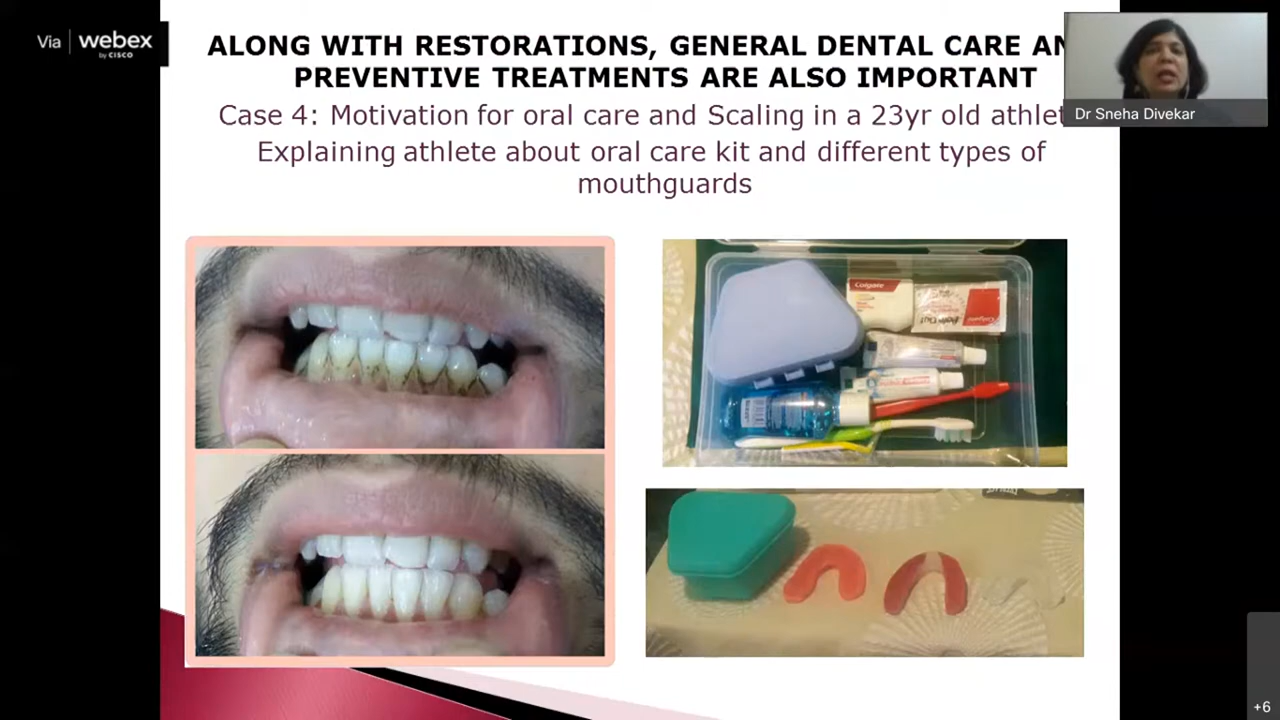 Via webex
by CISCO
ALONG WITH RESTORATIONS, GENERAL DENTAL CARE AN
PREVENTIVE TREATMENTS ARE ALSO IMPORTANT
Case 4: Motivation for oral care and Scaling in a 23yr old athlet
Dr Sneha Divekar
Explaining athlete about oral care kit and different types of
mouthguards
Colgate
Colgate
+6